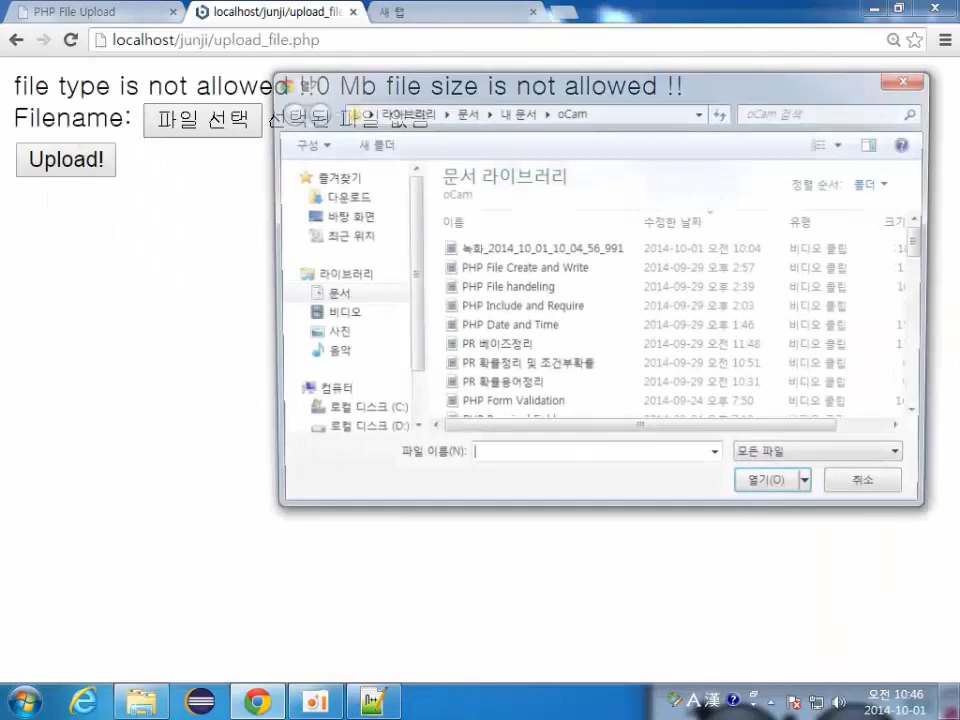 PHP File Upload
localhost/junji/upload_file
새 탭
localhost/junji/upload_file.php
file type is not allowed !!0 Mb file size is not allowed !!
Filename: 파일 선택 선택된 파일 없음
Upload!
라이브러리 문서 내 문서 oCam
oCam 검색
구성 새 폴더
즐겨찾기
다운로드
바탕 화면
최근 위치
라이브러리
문서
비디오
사진
음악
컴퓨터
로컬 디스크 (C:)
로컬 디스크 (D:)
문서 라이브러리
oCam
정렬 순서: 폴더
이름 수정한 날짜 유형 크기
녹화_2014_10_01_10_04_56_991 2014-10-01 오전 10:04 비디오 클립
PHP File Create and Write 2014-09-29 오후 2:57 비디오 클립
PHP File handeling 2014-09-29 오후 2:39 비디오 클립
PHP Include and Require 2014-09-29 오후 2:03 비디오 클립
PHP Date and Time 2014-09-29 오후 1:46 비디오 클립
PR 베이즈정리 2014-09-29 오전 11:48 비디오 클립
PR 확률정리 및 조건부확률 2014-09-29 오전 10:51 비디오 클립
PR 확률용어정리 2014-09-29 오전 10:31 비디오 클립
PHP Form Validation 2014-09-24 오후 7:50 비디오 클립
파일 이름(N):
모든 파일
열기(O) 취소
A 漢
오전 10:46
2014-10-01